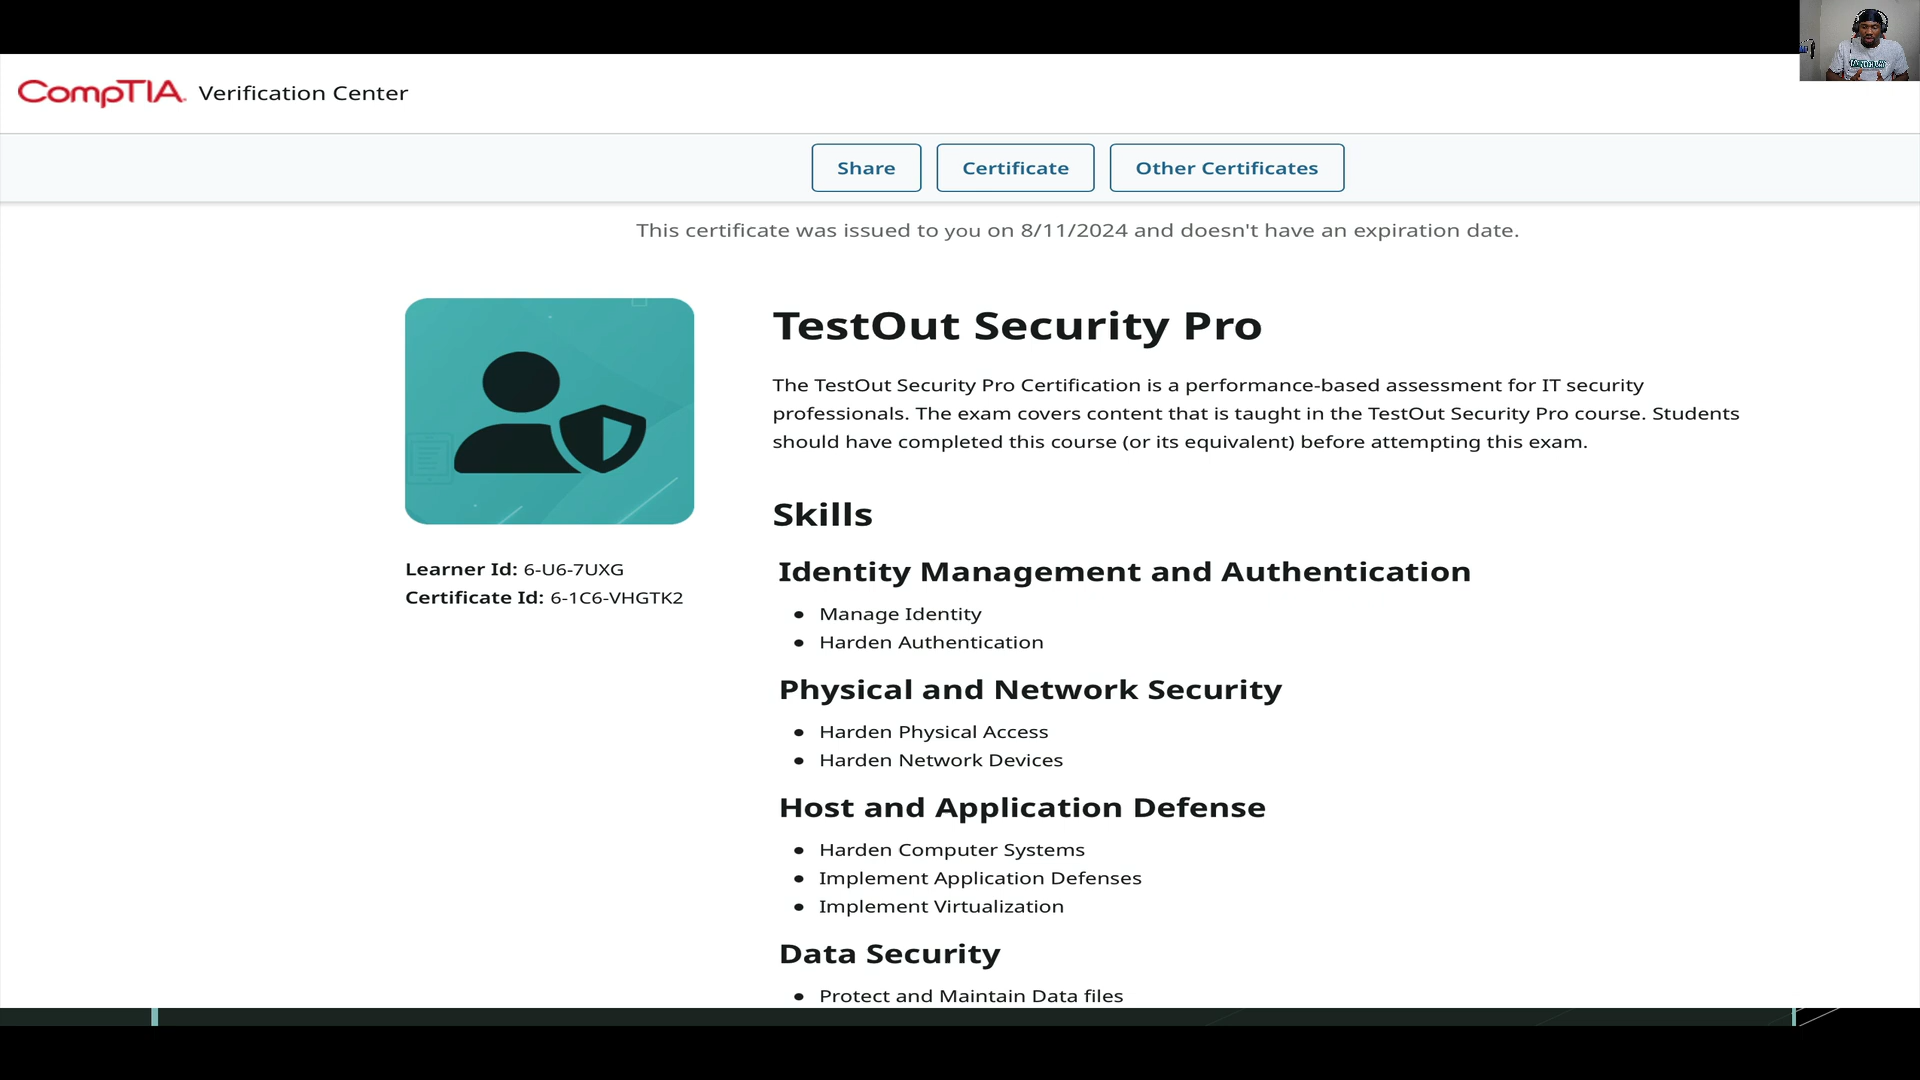 CompTIA. Verification Center
Share
Certificate
Other Certificates
This certificate was issued to you on 8/11/2024 and doesn't have an expiration date.
TestOut Security Pro
The TestOut Security Pro Certification is a performance-based assessment for IT security
professionals. The exam covers content that is taught in the TestOut Security Pro course. Students
should have completed this course (or its equivalent) before attempting this exam.
Learner Id: 6-U6-7UXG
Certificate Id: 6-1C6-VHGTK2
Skills
Identity Management and Authentication
• Manage Identity
• Harden Authentication
Physical and Network Security
• Harden Physical Access
• Harden Network Devices
Host and Application Defense
• Harden Computer Systems
• Implement Application Defenses
• Implement Virtualization
Data Security
• Protect and Maintain Data files